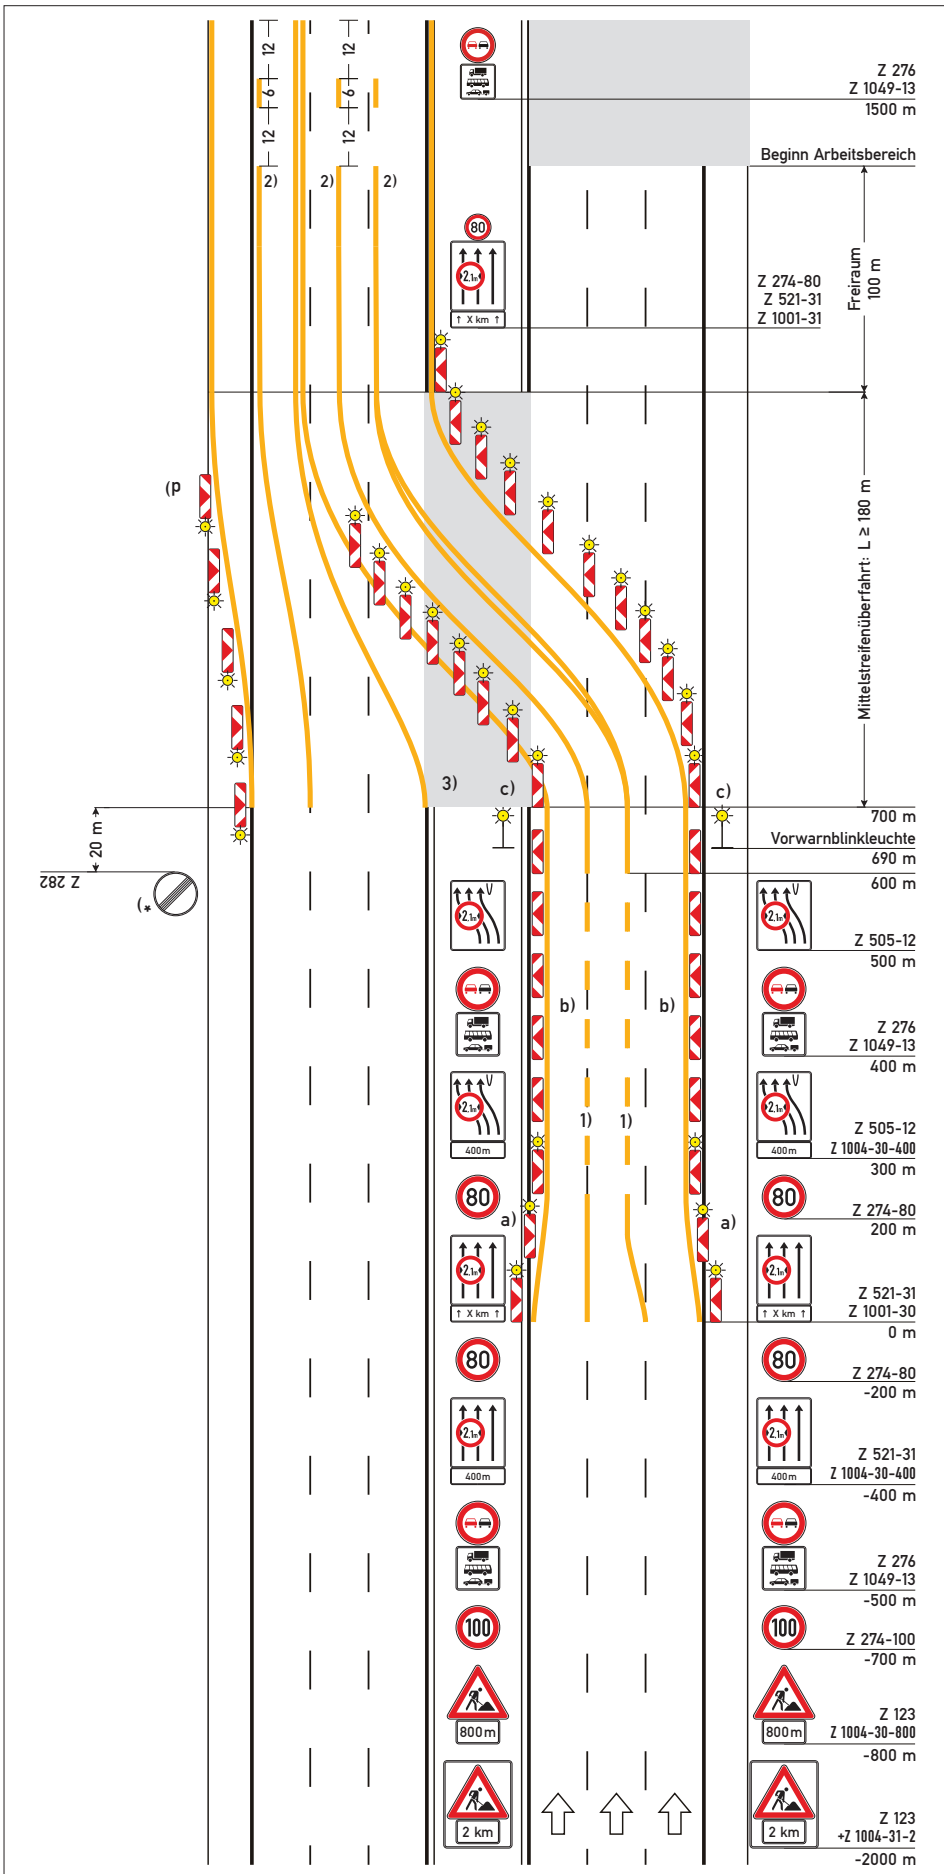 12
12
6
6
12
12
Z 276
Z 1049-13
1500 m
Beginn Arbeitsbereich
2)
2)
2)
80
2,1m
↑ X km ↑
Z 274-80
Z 521-31
Z 1001-31
Freiraum
100 m
d)
Mittelstreifenüberfahrt: L ≥ 180 m
3)
c)
c)
700 m
20 m
Vorwarnblinkleuchte
690 m
600 m
Z 282
*)
2,1m
2,1m
Z 505-12
500 m
b)
b)
Z 276
Z 1049-13
400 m
2,1m
400m
1)
1)
2,1m
400m
Z 505-12
Z 1004-30-400
300 m
80
80
Z 274-80
200 m
a)
a)
2,1m
↑ X km ↑
2,1m
↑ X km ↑
Z 521-31
Z 1001-30
0 m
80
80
Z 274-80
-200 m
2,1m
400m
2,1m
400m
Z 521-31
Z 1004-30-400
-400 m
Z 276
Z 1049-13
-500 m
100
100
Z 274-100
-700 m
800m
800m
Z 123
Z 1004-30-800
-800 m
2 km
2 km
Z 123
+Z 1004-31-2
-2000 m